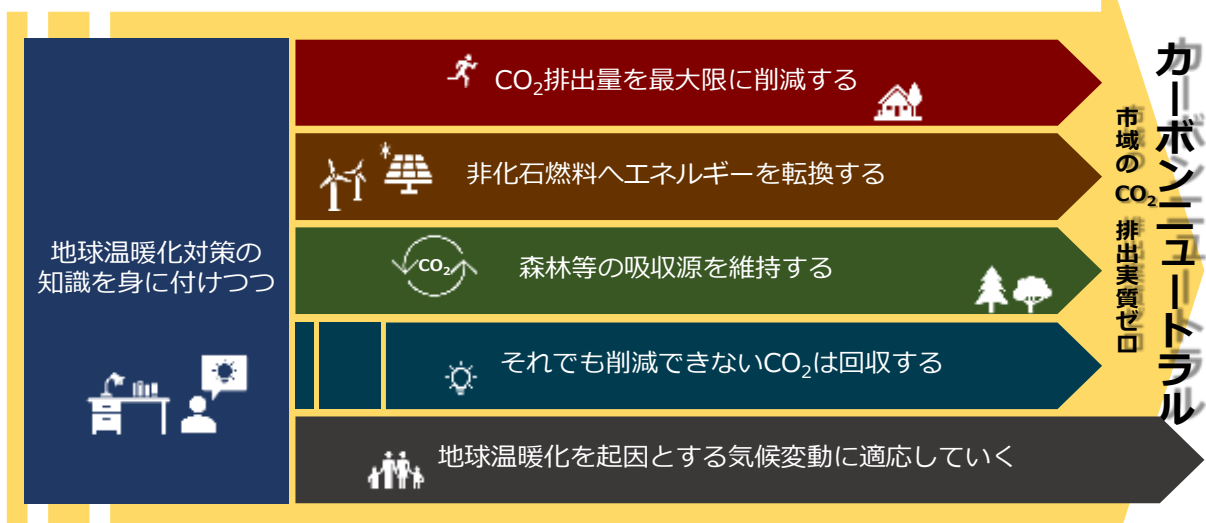 地球温暖化対策の
知識を身に付けつつ
CO₂排出量を最大限に削減する
非化石燃料へエネルギーを転換する
CO₂
森林等の吸収源を維持する
それでも削減できないCO₂は回収する
地球温暖化を起因とする気候変動に適応していく
市域のCO₂排出実質ゼロ
カーボンニュートラル